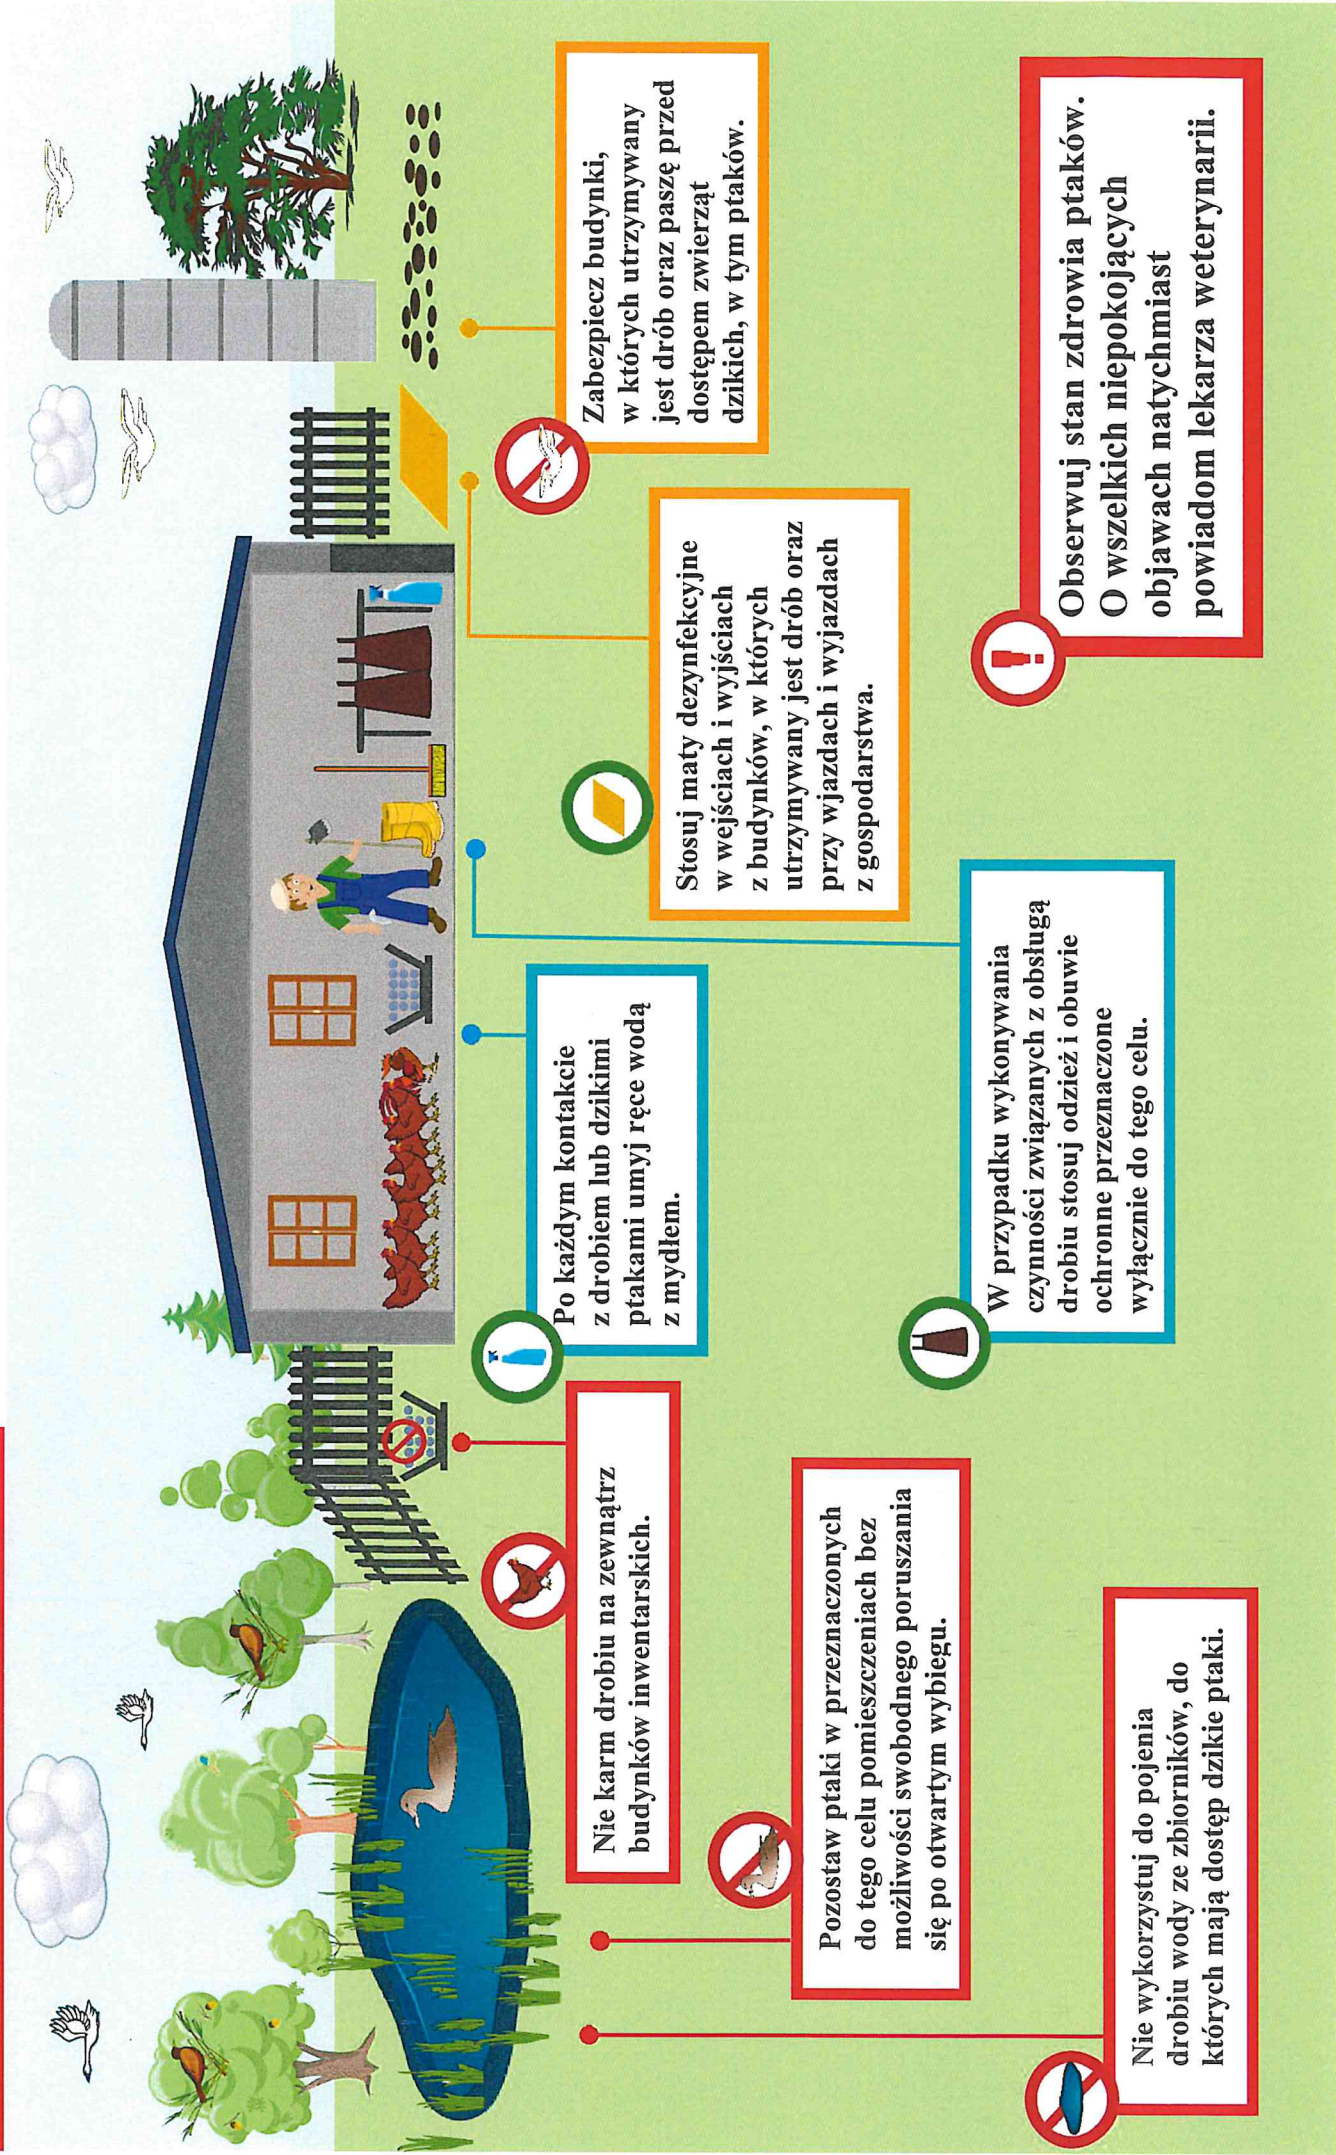 Nie karm drobiu na zewnątrz
budynków inwentarskich.
Po każdym kontakcie
z drobiem lub dzikimi
ptakami umyj ręce wodą
z mydłem.
Stosuj maty dezynfekcyjne
w wejściach i wyjściach
z budynków, w których
utrzymywany jest drób oraz
przy wjazdach i wyjazdach
z gospodarstwa.
Zabezpiecz budynki,
w których utrzymywany
jest drób oraz paszę przed
dostępem zwierząt
dzikich, w tym ptaków.
Pozostaw ptaki w przeznaczonych
do tego celu pomieszczeniach bez
możliwości swobodnego poruszania
się po otwartym wybiegu.
W przypadku wykonywania
czynności związanych z obsługą
drobiu stosuj odzież i obuwie
ochronne przeznaczone
wyłącznie do tego celu.
Nie wykorzystuj do pojenia
drobiu wody ze zbiorników, do
których mają dostęp dzikie ptaki.
Obserwuj stan zdrowia ptaków.
O wszelkich niepokojących
objawach natychmiast
powiadom lekarza weterynarii.